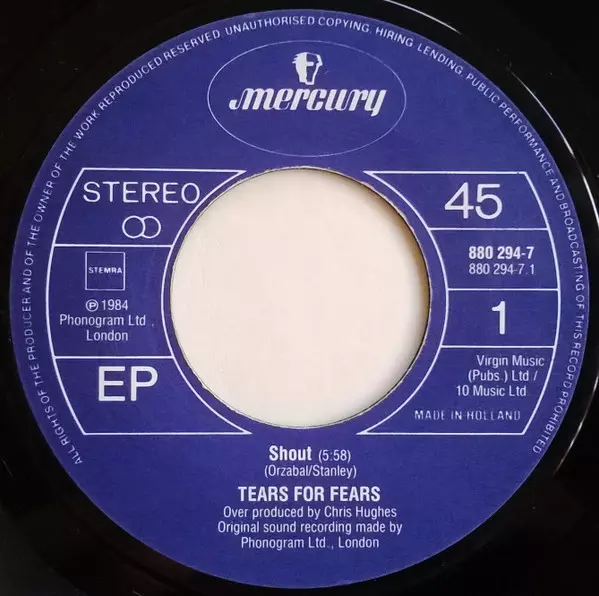 ALL RIGHTS OF THE PRODUCER AND OF THE OWNER OF THE WORK REPRODUCED RESERVED. UNAUTHORISED COPYING, HIRING, LENDING, PUBLIC PERFORMANCE AND BROADCASTING OF THIS RECORD PROHIBITED
mercury
STEREO
STEMRA
℗ 1984
Phonogram Ltd.,
London
EP
45
880 294-7
880 294-7.1
1
Virgin Music
(Pubs.) Ltd /
10 Music Ltd
MADE IN HOLLAND
Shout (5:58)
(Orzabal/Stanley)
TEARS FOR FEARS
Over produced by Chris Hughes
Original sound recording made by
Phonogram Ltd., London